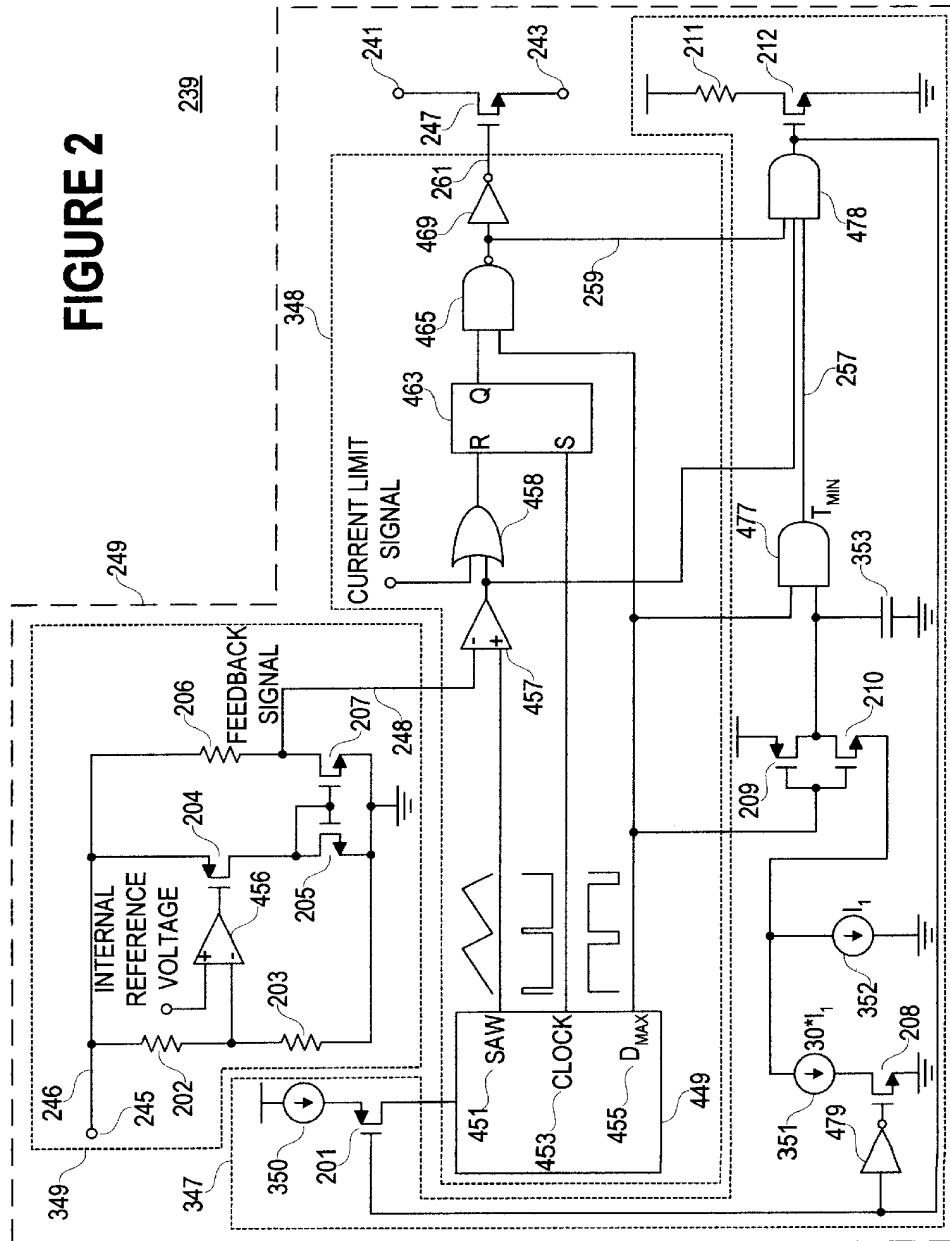 FIGURE 2
239
249
349
245
246
202
203
INTERNAL
REFERENCE
VOLTAGE
456
204
205
206
FEEDBACK
SIGNAL
207
248
347
350
201
348
CURRENT LIMIT
SIGNAL
458
457
+
-
+
-
463
R
S
Q
465
469
261
247
241
243
259
451
SAW
453
CLOCK
455
D_MAX
449
209
210
477
T_MIN
353
257
478
211
212
351
30*I₁
352
I₁
479
208